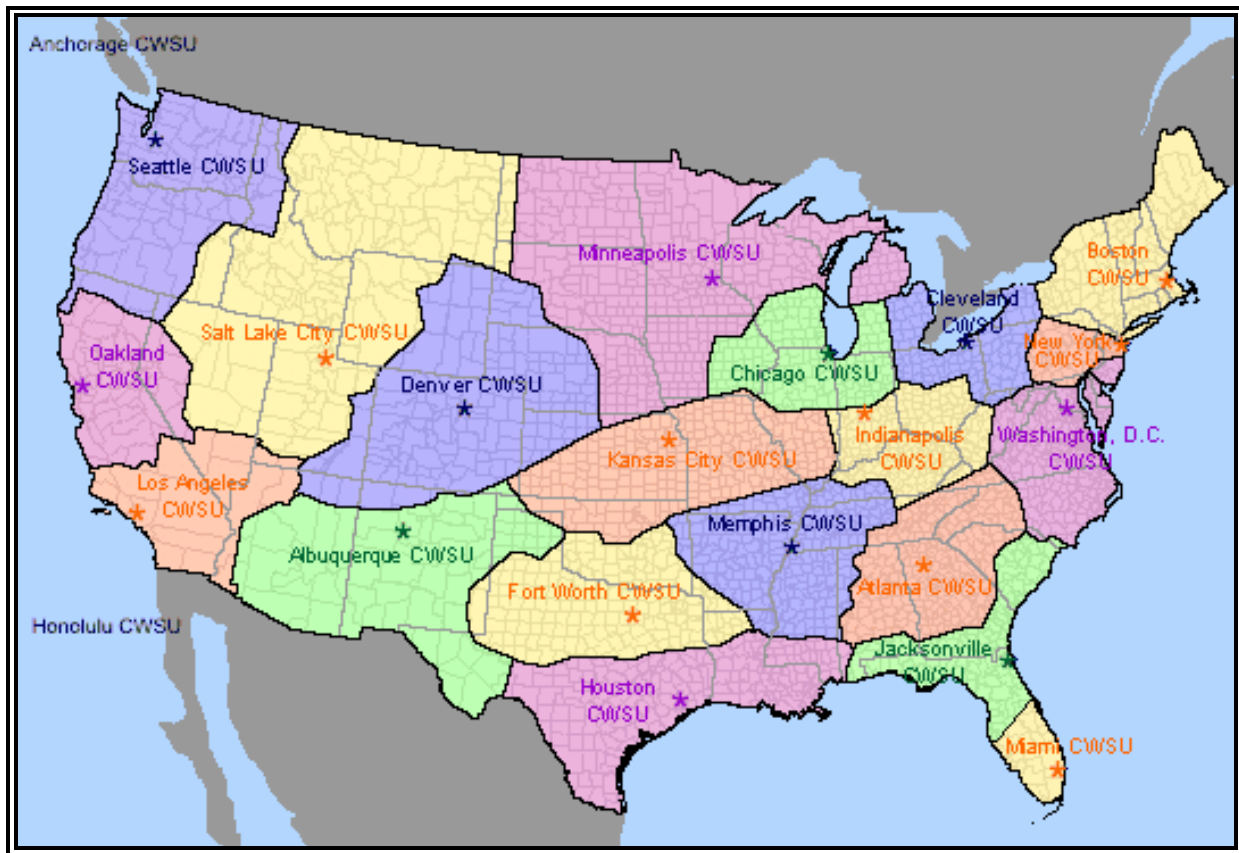 Anchorage CWSU
Seattle CWSU
Minneapolis CWSU
Boston
CWSU
Cleveland
CWSU
Salt Lake City CWSU
New York
CWSU
Oakland
CWSU
Chicago CWSU
Denver CWSU
Indianapolis
CWSU
Washington, D.C.
CWSU
Kansas City CWSU
Los Angeles
CWSU
Memphis CWSU
Albuquerque CWSU
Fort Worth CWSU
Atlanta CWSU
Honolulu CWSU
Jacksonville
CWSU
Houston
CWSU
Miami CWSU